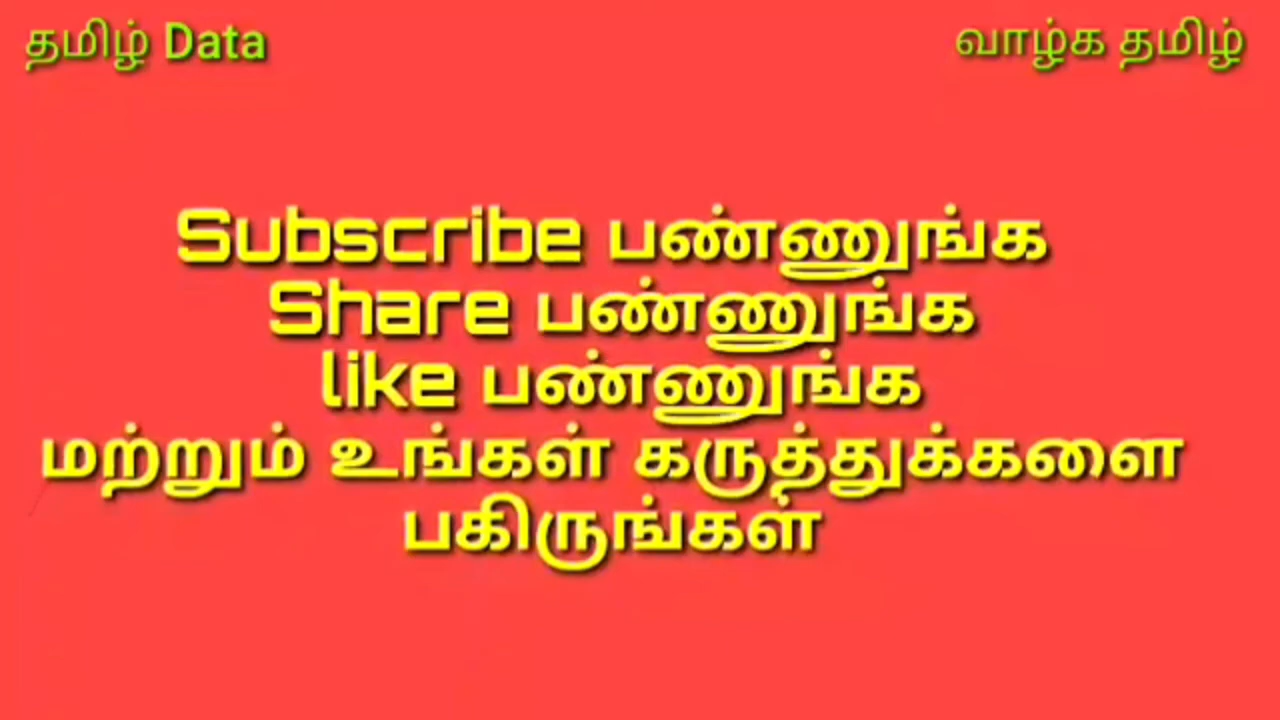 தமிழ் Data
வாழ்க தமிழ்
Subscribe பண்ணுங்க
Share பண்ணுங்க
like பண்ணுங்க
மற்றும் உங்கள் கருத்துக்களை
பகிருங்கள்